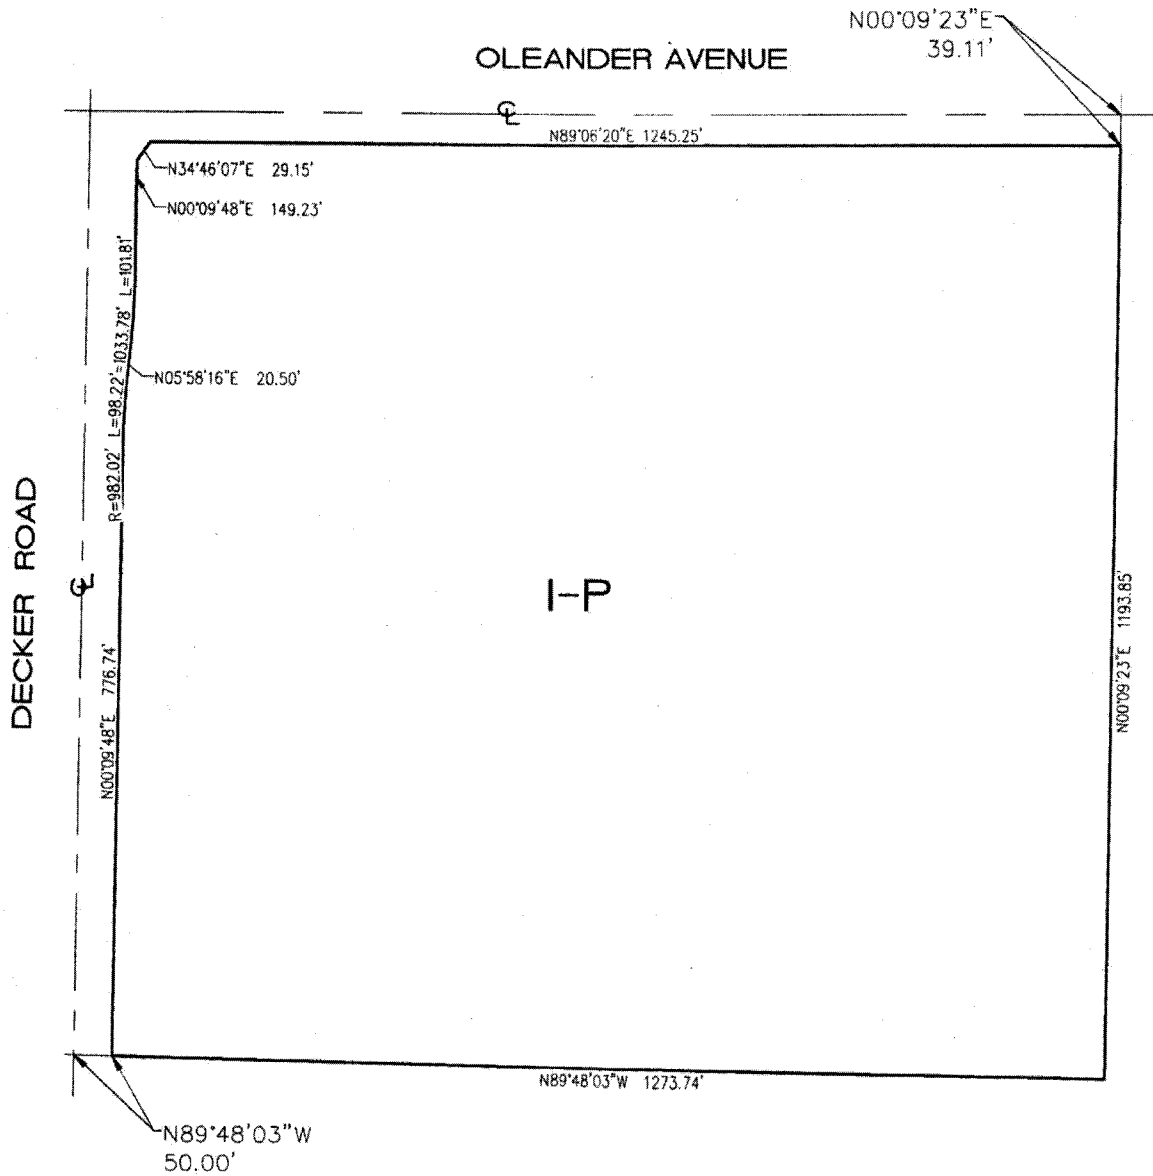 N00°09'23"E
39.11'
OLEANDER AVENUE
℄
N89°06'20"E 1245.25'
N34°46'07"E 29.15'
N00°09'48"E 149.23'
R=982.02' L=98.22'=1033.78' L=101.81'
N05°58'16"E 20.50'
DECKER ROAD
℄
I-P
N00°09'48"E 776.74'
N00°09'23"E 1193.85'
N89°48'03"W 1273.74'
N89°48'03"W
50.00'